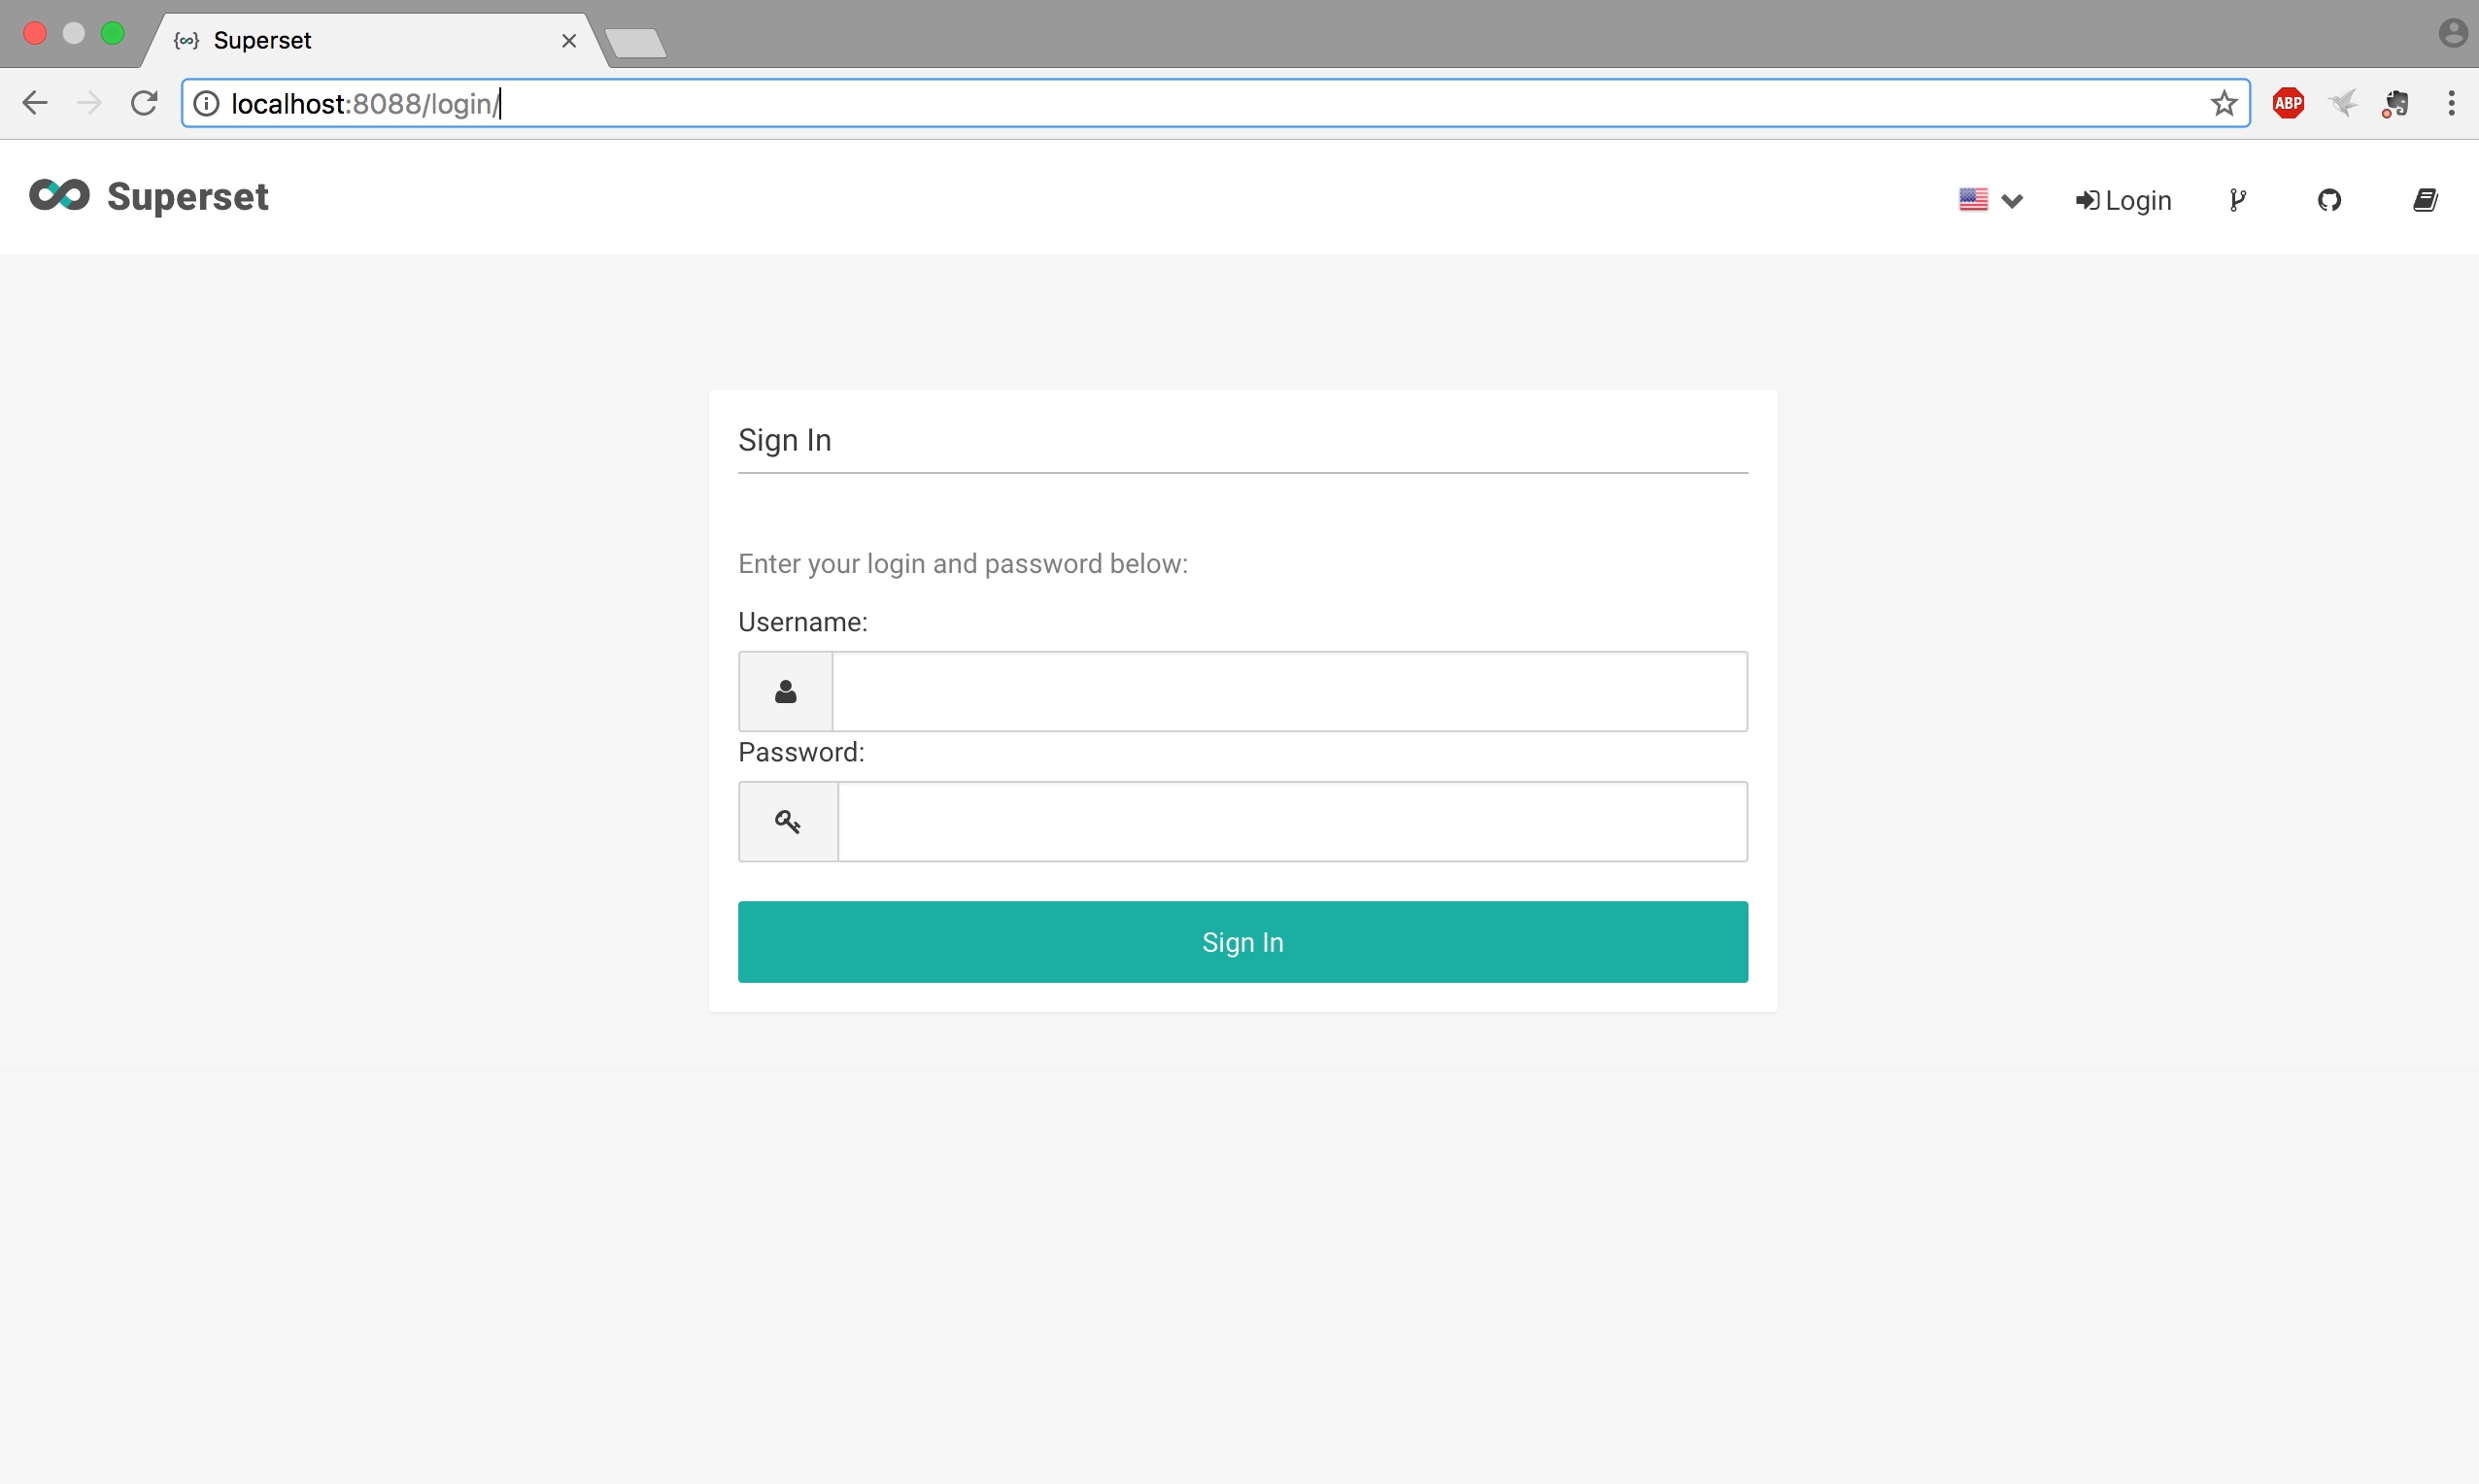 Superset
localhost:8088/login/
ABP
Superset
Login
Sign In
Enter your login and password below:
Username:
Password:
Sign In